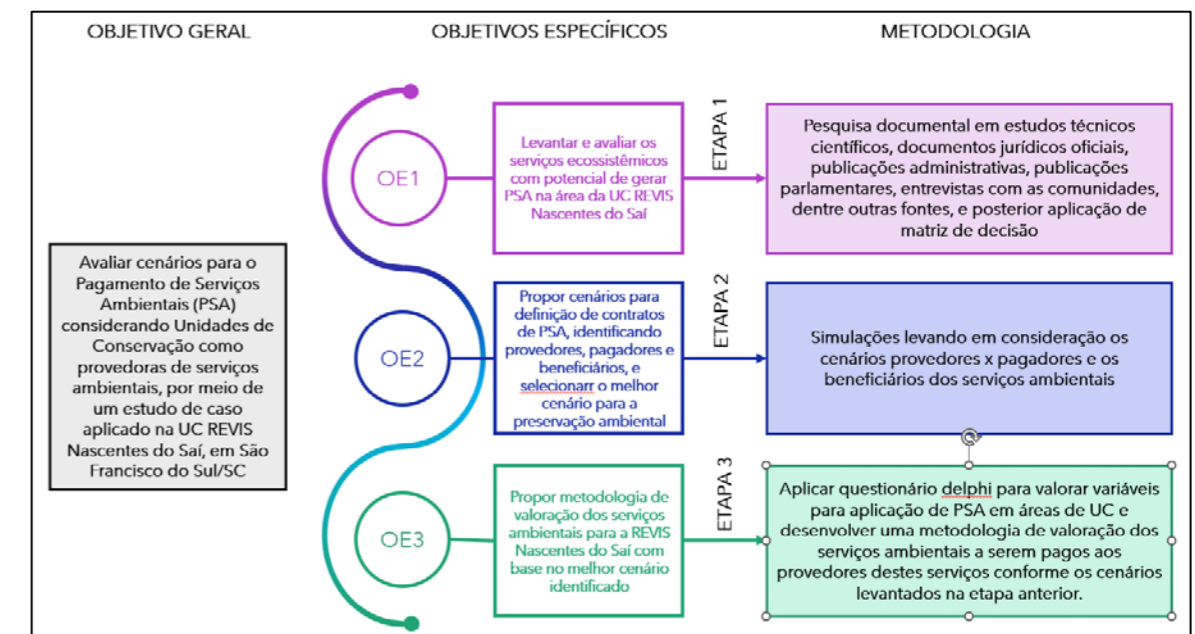 OBJETIVO GERAL
OBJETIVOS ESPECÍFICOS
METODOLOGIA
Avaliar cenários para o
Pagamento de Serviços
Ambientais (PSA)
considerando Unidades de
Conservação como
provedoras de serviços
ambientais, por meio de
um estudo de caso
aplicado na UC REVIS
Nascentes do Saí, em São
Francisco do Sul/SC
OE1
Levantar e avaliar os
serviços ecossistêmicos
com potencial de gerar
PSA na área da UC REVIS
Nascentes do Saí
ETAPA 1
Pesquisa documental em estudos técnicos
científicos, documentos jurídicos oficiais,
publicações administrativas, publicações
parlamentares, entrevistas com as comunidades,
dentre outras fontes, e posterior aplicação de
matriz de decisão
OE2
Propor cenários para
definição de contratos
de PSA, identificando
provedores, pagadores e
beneficiários, e
selecionarr o melhor
cenário para a
preservação ambiental
ETAPA 2
Simulações levando em consideração os
cenários provedores x pagadores e os
beneficiários dos serviços ambientais
OE3
Propor metodologia de
valoração dos serviços
ambientais para a REVIS
Nascentes do Saí com
base no melhor cenário
identificado
ETAPA 3
Aplicar questionário delphi para valorar variáveis
para aplicação de PSA em áreas de UC e
desenvolver uma metodologia de valoração dos
serviços ambientais a serem pagos aos
provedores destes serviços conforme os cenários
levantados na etapa anterior.